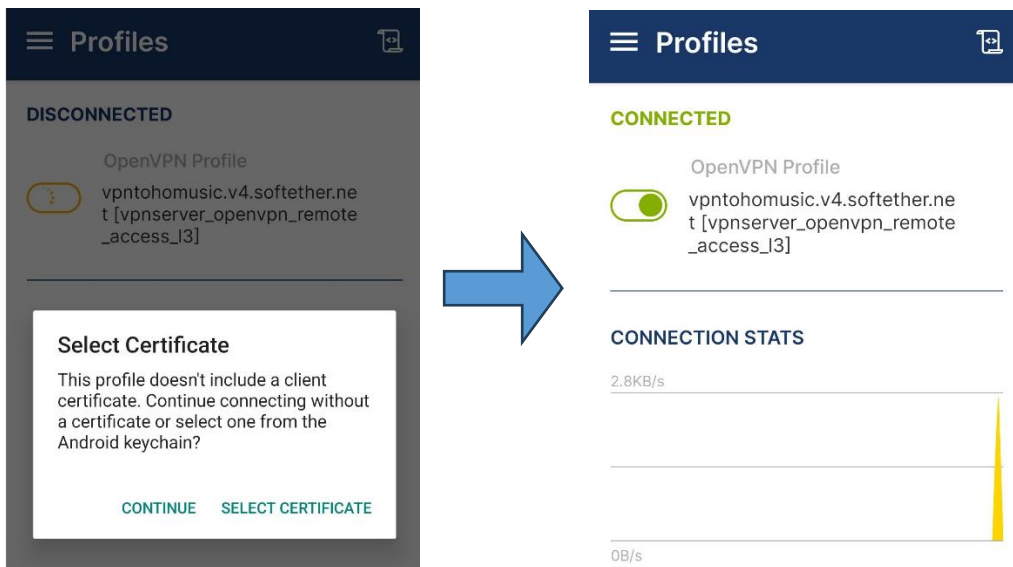 Profiles
DISCONNECTED
OpenVPN Profile
vpntohomusic.v4.softether.ne
t [vpnserver_openvpn_remote
_access_l3]
Select Certificate
This profile doesn't include a client
certificate. Continue connecting without
a certificate or select one from the
Android keychain?
CONTINUE SELECT CERTIFICATE
Profiles
CONNECTED
OpenVPN Profile
vpntohomusic.v4.softether.ne
t [vpnserver_openvpn_remote
_access_l3]
CONNECTION STATS
2.8KB/s
0B/s